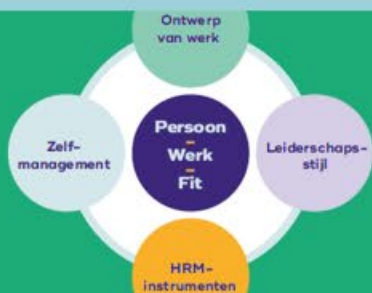 Ontwerp
van werk
Zelf-
management
Persoon
-
Werk
-
Fit
Leiderschaps-
stijl
HRM-
instrumenten